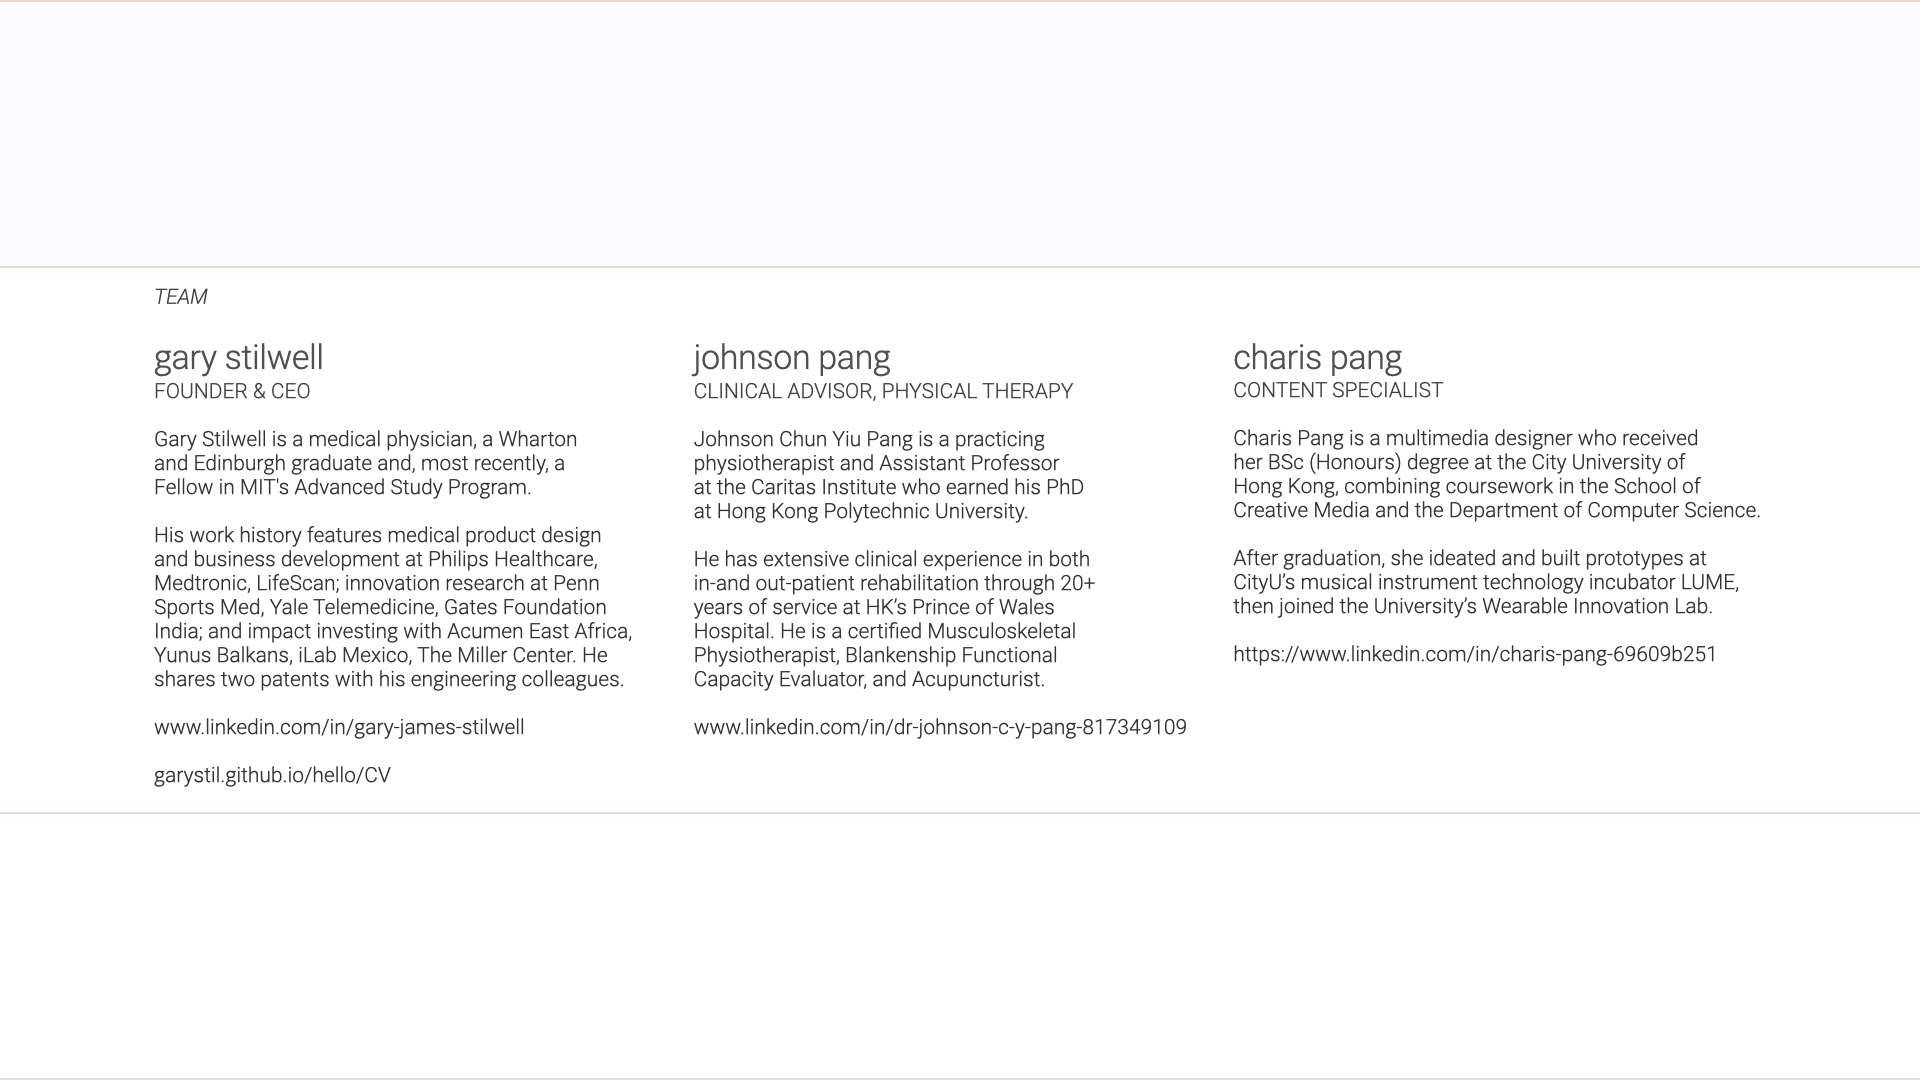 TEAM
gary stilwell
FOUNDER & CEO
Gary Stilwell is a medical physician, a Wharton
and Edinburgh graduate and, most recently, a
Fellow in MIT's Advanced Study Program.
His work history features medical product design
and business development at Philips Healthcare,
Medtronic, LifeScan; innovation research at Penn
Sports Med, Yale Telemedicine, Gates Foundation
India; and impact investing with Acumen East Africa,
Yunus Balkans, iLab Mexico, The Miller Center. He
shares two patents with his engineering colleagues.
www.linkedin.com/in/gary-james-stilwell
garystil.github.io/hello/CV
johnson pang
CLINICAL ADVISOR, PHYSICAL THERAPY
Johnson Chun Yiu Pang is a practicing
physiotherapist and Assistant Professor
at the Caritas Institute who earned his PhD
at Hong Kong Polytechnic University.
He has extensive clinical experience in both
in-and out-patient rehabilitation through 20+
years of service at HK’s Prince of Wales
Hospital. He is a certified Musculoskeletal
Physiotherapist, Blankenship Functional
Capacity Evaluator, and Acupuncturist.
www.linkedin.com/in/dr-johnson-c-y-pang-817349109
charis pang
CONTENT SPECIALIST
Charis Pang is a multimedia designer who received
her BSc (Honours) degree at the City University of
Hong Kong, combining coursework in the School of
Creative Media and the Department of Computer Science.
After graduation, she ideated and built prototypes at
CityU’s musical instrument technology incubator LUME,
then joined the University’s Wearable Innovation Lab.
https://www.linkedin.com/in/charis-pang-69609b251